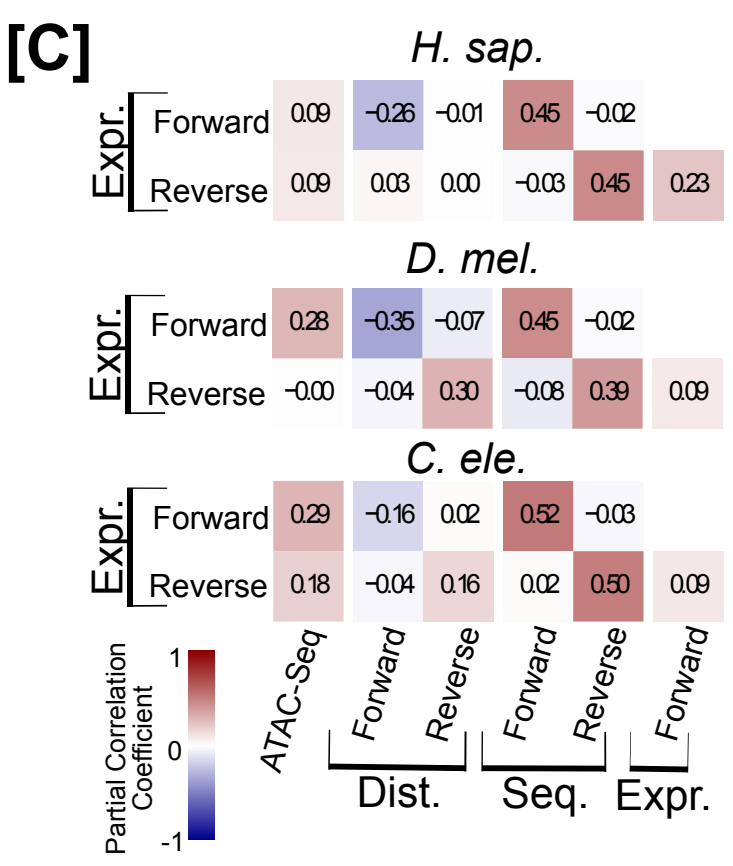 [C]
H. sap.
Expr.
Forward 0.09 −0.26 −0.01 0.45 −0.02
Reverse 0.09 0.03 0.00 −0.03 0.45 0.23
D. mel.
Expr.
Forward 0.28 −0.35 −0.07 0.45 −0.02
Reverse −0.00 −0.04 0.30 −0.08 0.39 0.09
C. ele.
Expr.
Forward 0.29 −0.16 0.02 0.52 −0.03
Reverse 0.18 −0.04 0.16 0.02 0.50 0.09
ATAC-Seq Forward Reverse Forward Reverse Forward
Dist. Seq. Expr.
Partial Correlation
Coefficient
1
0
-1